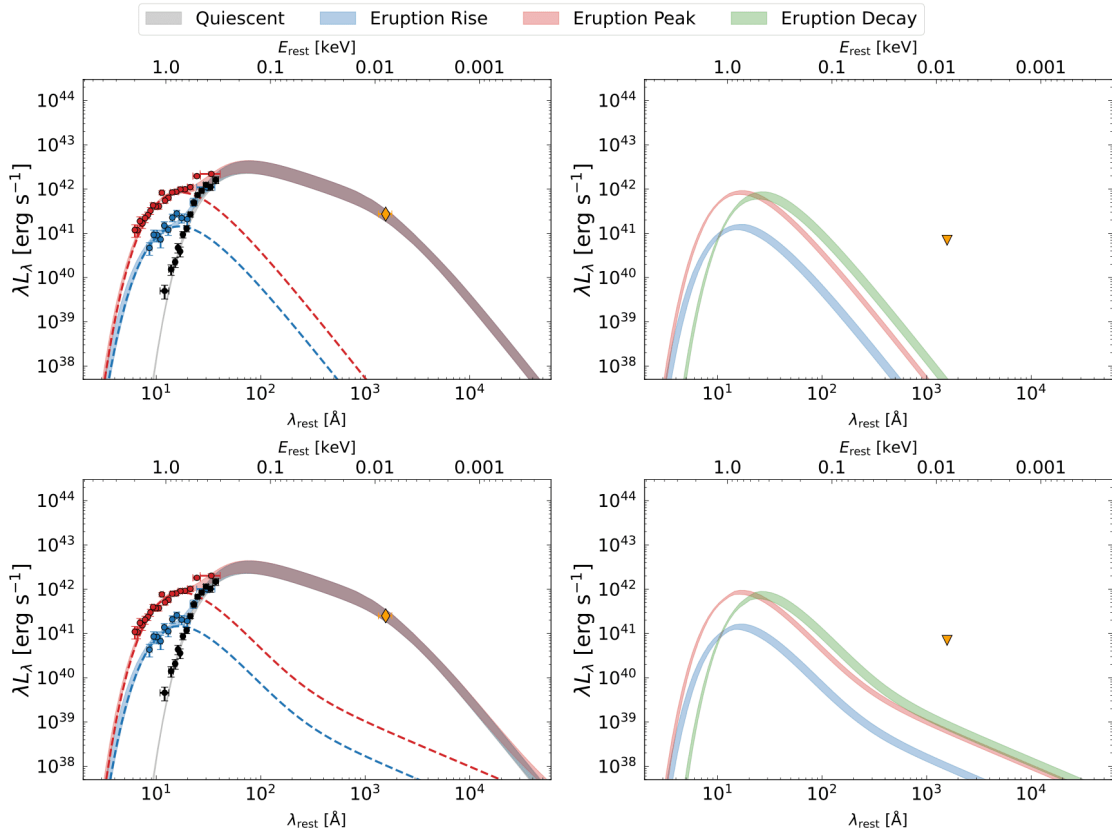 Quiescent Eruption Rise Eruption Peak Eruption Decay
E_rest [keV] E_rest [keV]
1.0 0.1 0.01 0.001 1.0 0.1 0.01 0.001
10^44 10^44
10^43 10^43
10^42 10^42
10^41 10^41
10^40 10^40
10^39 10^39
10^38 10^38
λL_λ [erg s^−1] λL_λ [erg s^−1]
10^1 10^2 10^3 10^4 10^1 10^2 10^3 10^4
λ_rest [Å] λ_rest [Å]
E_rest [keV] E_rest [keV]
1.0 0.1 0.01 0.001 1.0 0.1 0.01 0.001
10^44 10^44
10^43 10^43
10^42 10^42
10^41 10^41
10^40 10^40
10^39 10^39
10^38 10^38
λL_λ [erg s^−1] λL_λ [erg s^−1]
10^1 10^2 10^3 10^4 10^1 10^2 10^3 10^4
λ_rest [Å] λ_rest [Å]